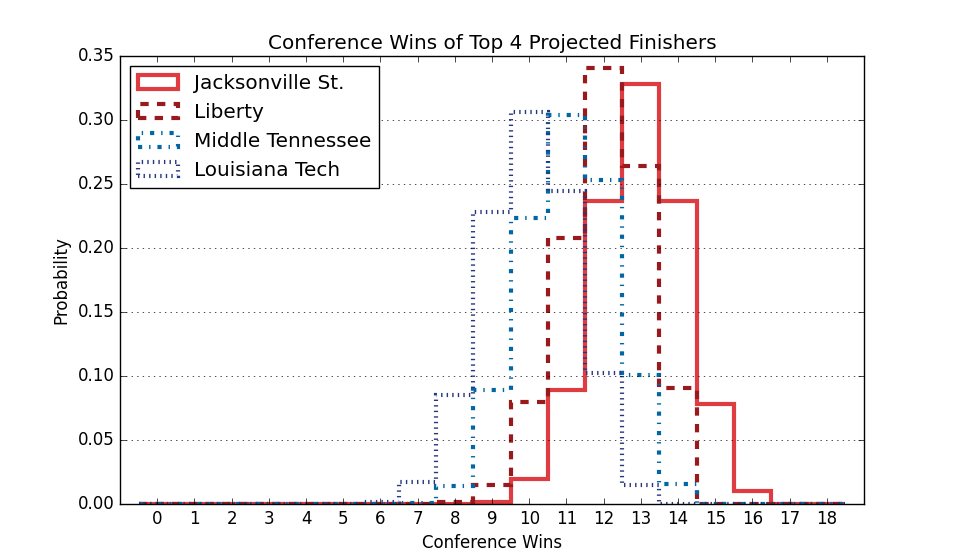 Conference Wins of Top 4 Projected Finishers
0.35
0.30
0.25
0.20
0.15
0.10
0.05
0.00
Probability
Jacksonville St.
Liberty
Middle Tennessee
Louisiana Tech
0 1 2 3 4 5 6 7 8 9 10 11 12 13 14 15 16 17 18
Conference Wins